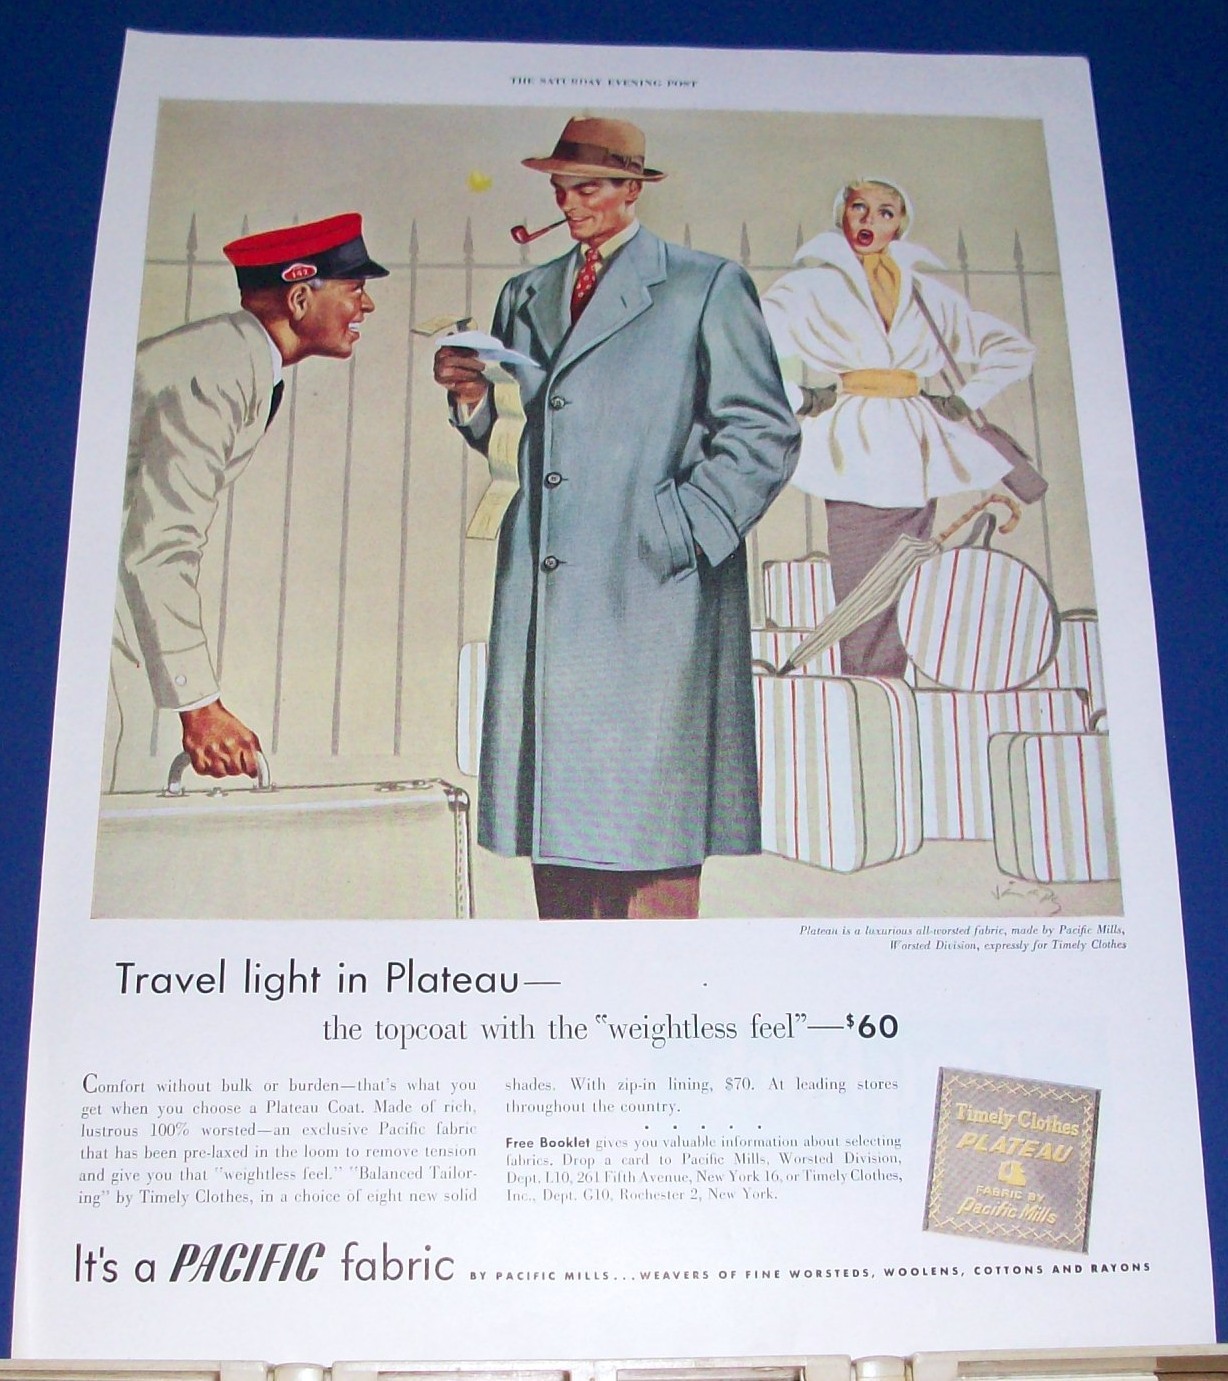 THE SATURDAY EVENING POST
142
Plateau is a luxurious all-worsted fabric, made by Pacific Mills,
Worsted Division, expressly for Timely Clothes
Travel light in Plateau—
the topcoat with the "weightless feel"—$60
Comfort without bulk or burden—that's what you
get when you choose a Plateau Coat. Made of rich,
lustrous 100% worsted—an exclusive Pacific fabric
that has been pre-laxed in the loom to remove tension
and give you that "weightless feel." "Balanced Tailor-
ing" by Timely Clothes, in a choice of eight new solid
shades. With zip-in lining, $70. At leading stores
throughout the country.
. . . . .
Free Booklet gives you valuable information about selecting
fabrics. Drop a card to Pacific Mills, Worsted Division,
Dept. L10, 261 Fifth Avenue, New York 16, or Timely Clothes,
Inc., Dept. G10, Rochester 2, New York.
Timely Clothes
PLATEAU
FABRIC BY
Pacific Mills
It's a PACIFIC fabric BY PACIFIC MILLS...WEAVERS OF FINE WORSTEDS, WOOLENS, COTTONS AND RAYONS